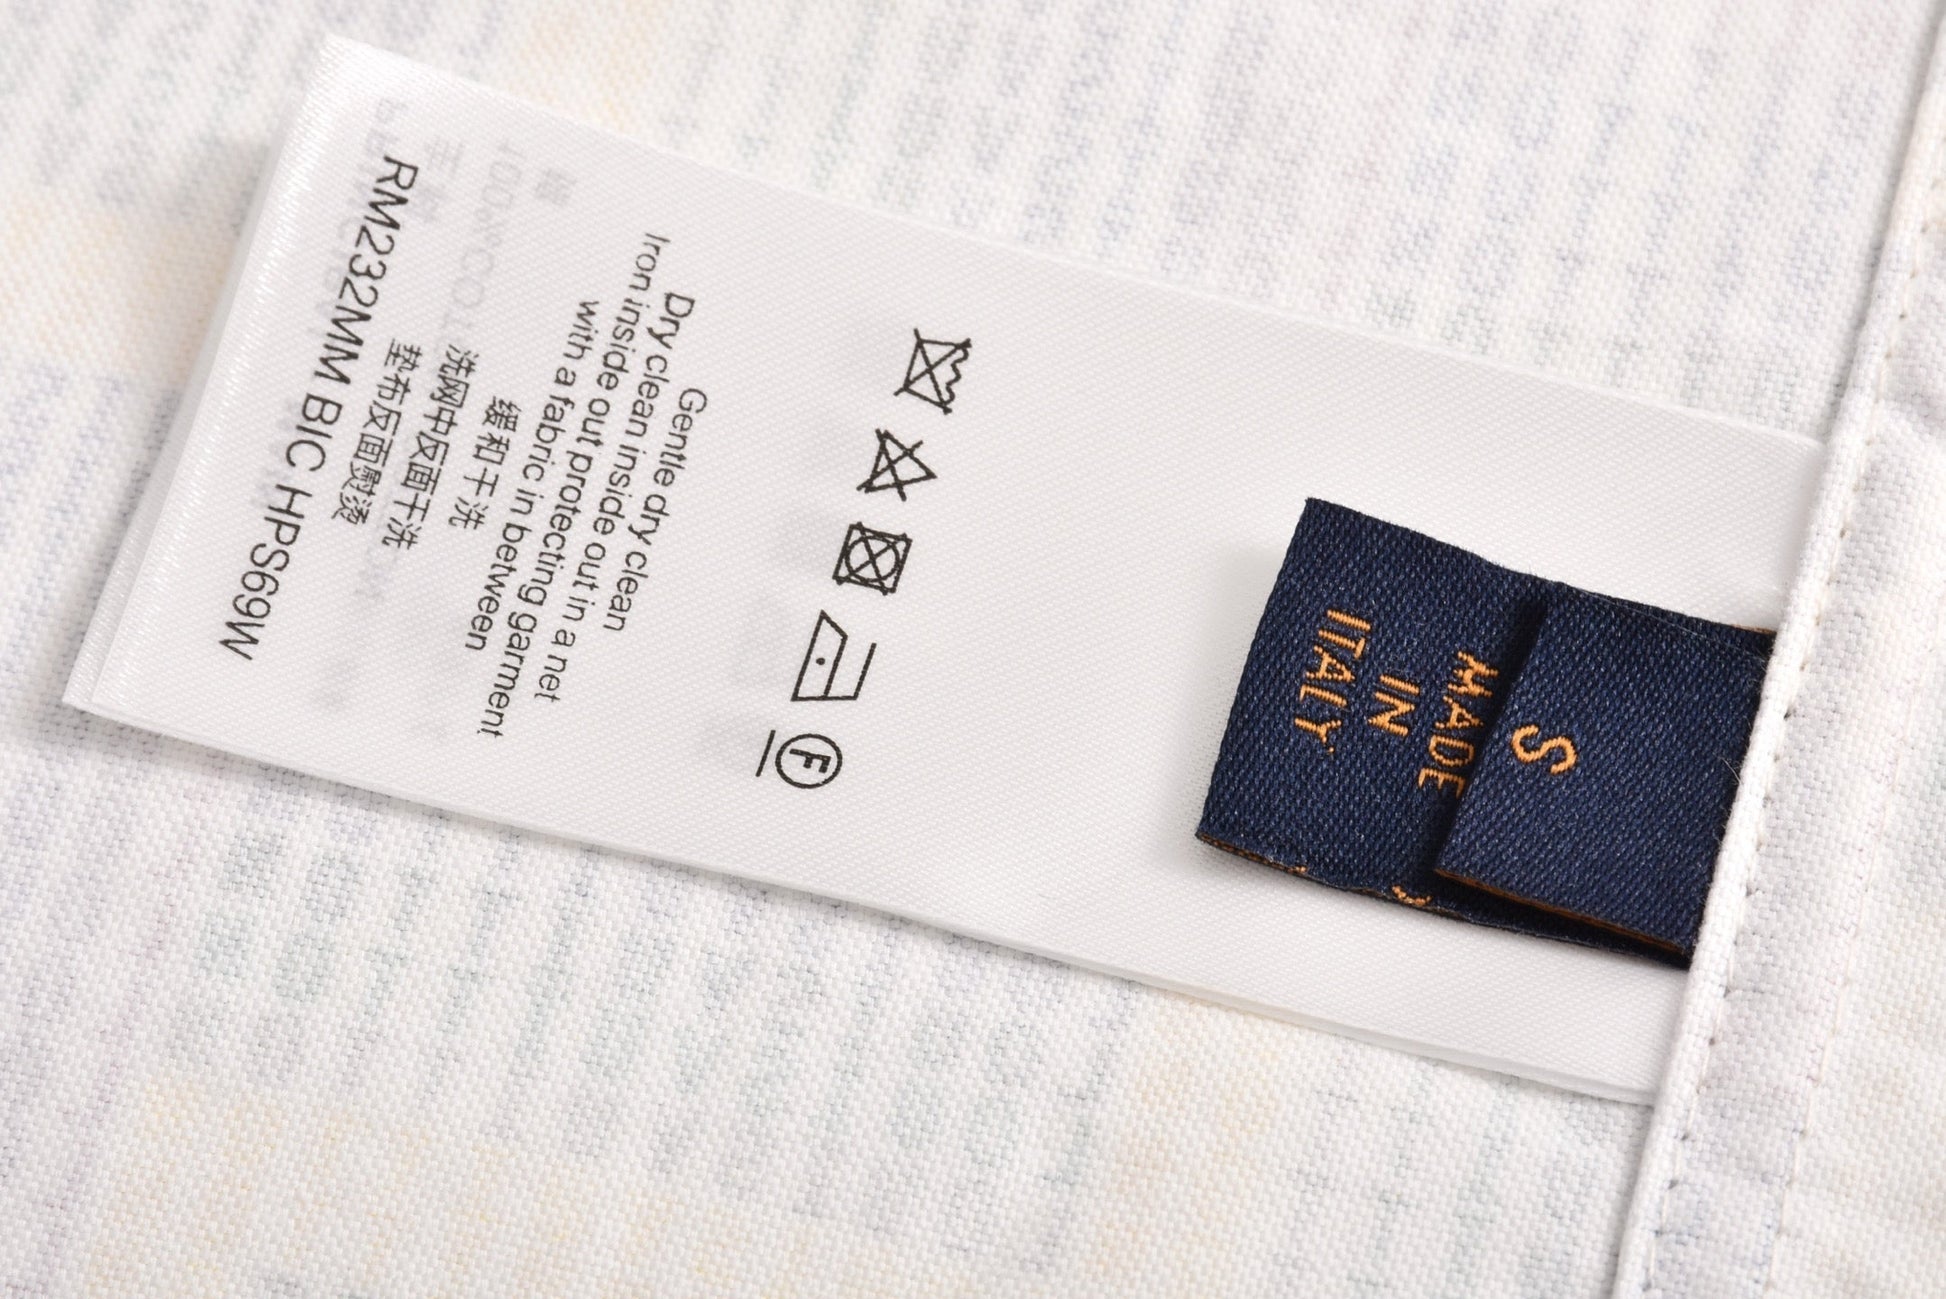 Gentle dry clean
Dry clean inside out in a net
Iron inside out protecting garment
with a fabric in between
缓和干洗
洗网中反面干洗
垫布反面熨烫
RM232MM BIC HPS69W
F
S
MADE
IN
ITALY